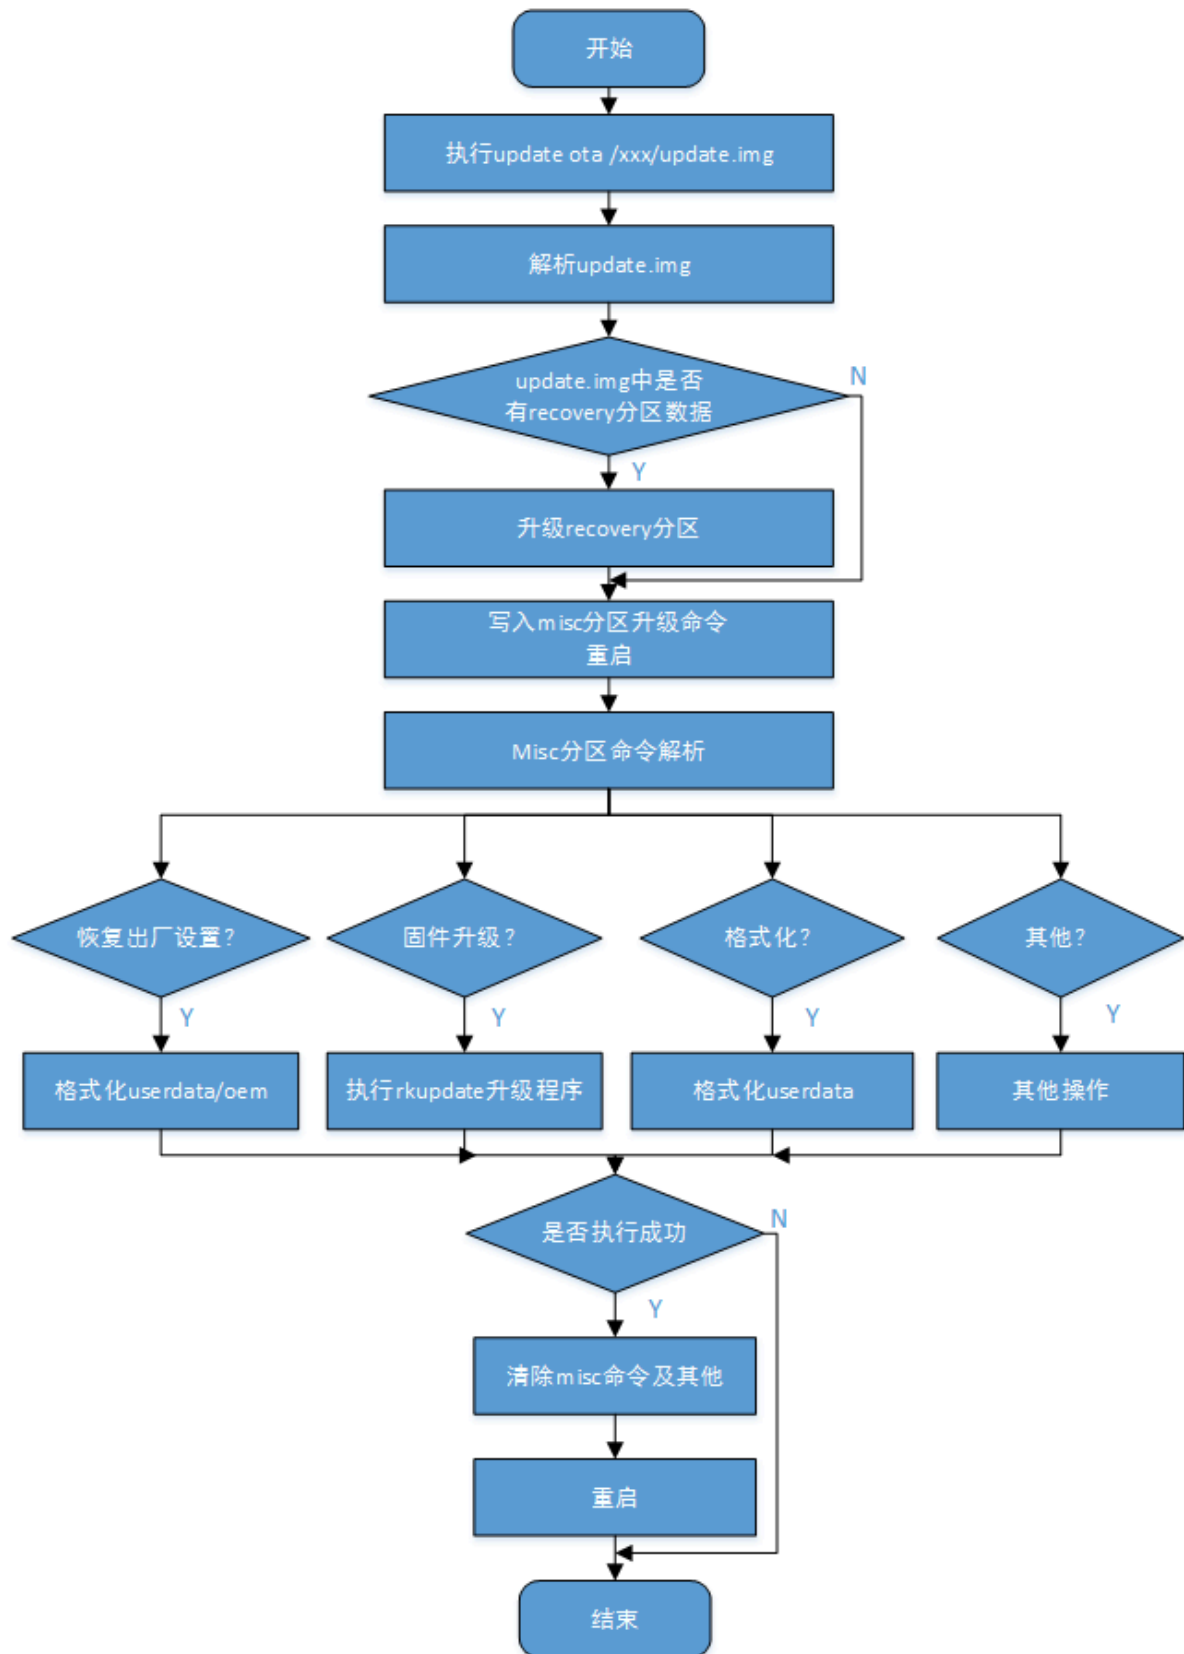 开始
执行update ota /xxx/update.img
解析update.img
update.img中是否
有recovery分区数据
N
Y
升级recovery分区
写入misc分区升级命令
重启
Misc分区命令解析
恢复出厂设置?
固件升级?
格式化?
其他?
Y
Y
Y
Y
格式化userdata/oem
执行rkupdate升级程序
格式化userdata
其他操作
是否执行成功
N
Y
清除misc命令及其他
重启
结束